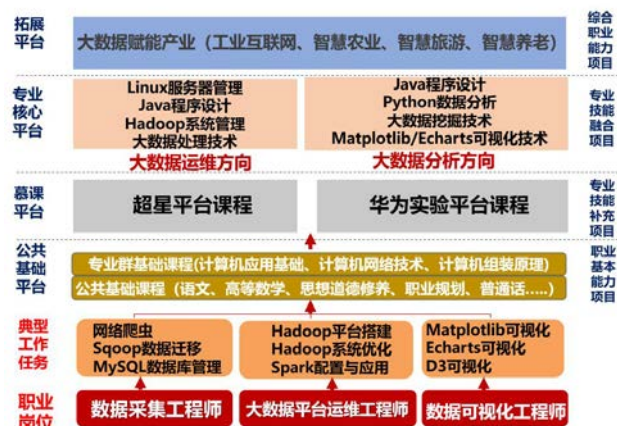 拓展
平台
大数据赋能产业（工业互联网、智慧农业、智慧旅游、智慧养老）
综合
职业
能力
项目
专业
核心
平台
Linux服务器管理
Java程序设计
Hadoop系统管理
大数据处理技术
大数据运维方向
Java程序设计
Python数据分析
大数据挖掘技术
Matplotlib/Echarts可视化技术
大数据分析方向
专业
技能
融合
项目
慕课
平台
超星平台课程
华为实验平台课程
专业
技能
补充
项目
公共
基础
平台
专业群基础课程(计算机应用基础、计算机网络技术、计算机组装原理)
公共基础课程（语文、高等数学、思想道德修养、职业规划、普通话.....）
职业
基本
能力
项目
典型
工作
任务
网络爬虫
Sqoop数据迁移
MySQL数据库管理
Hadoop平台搭建
Hadoop系统优化
Spark配置与应用
Matplotlib可视化
Echarts可视化
D3可视化
职业
岗位
数据采集工程师
大数据平台运维工程师
数据可视化工程师